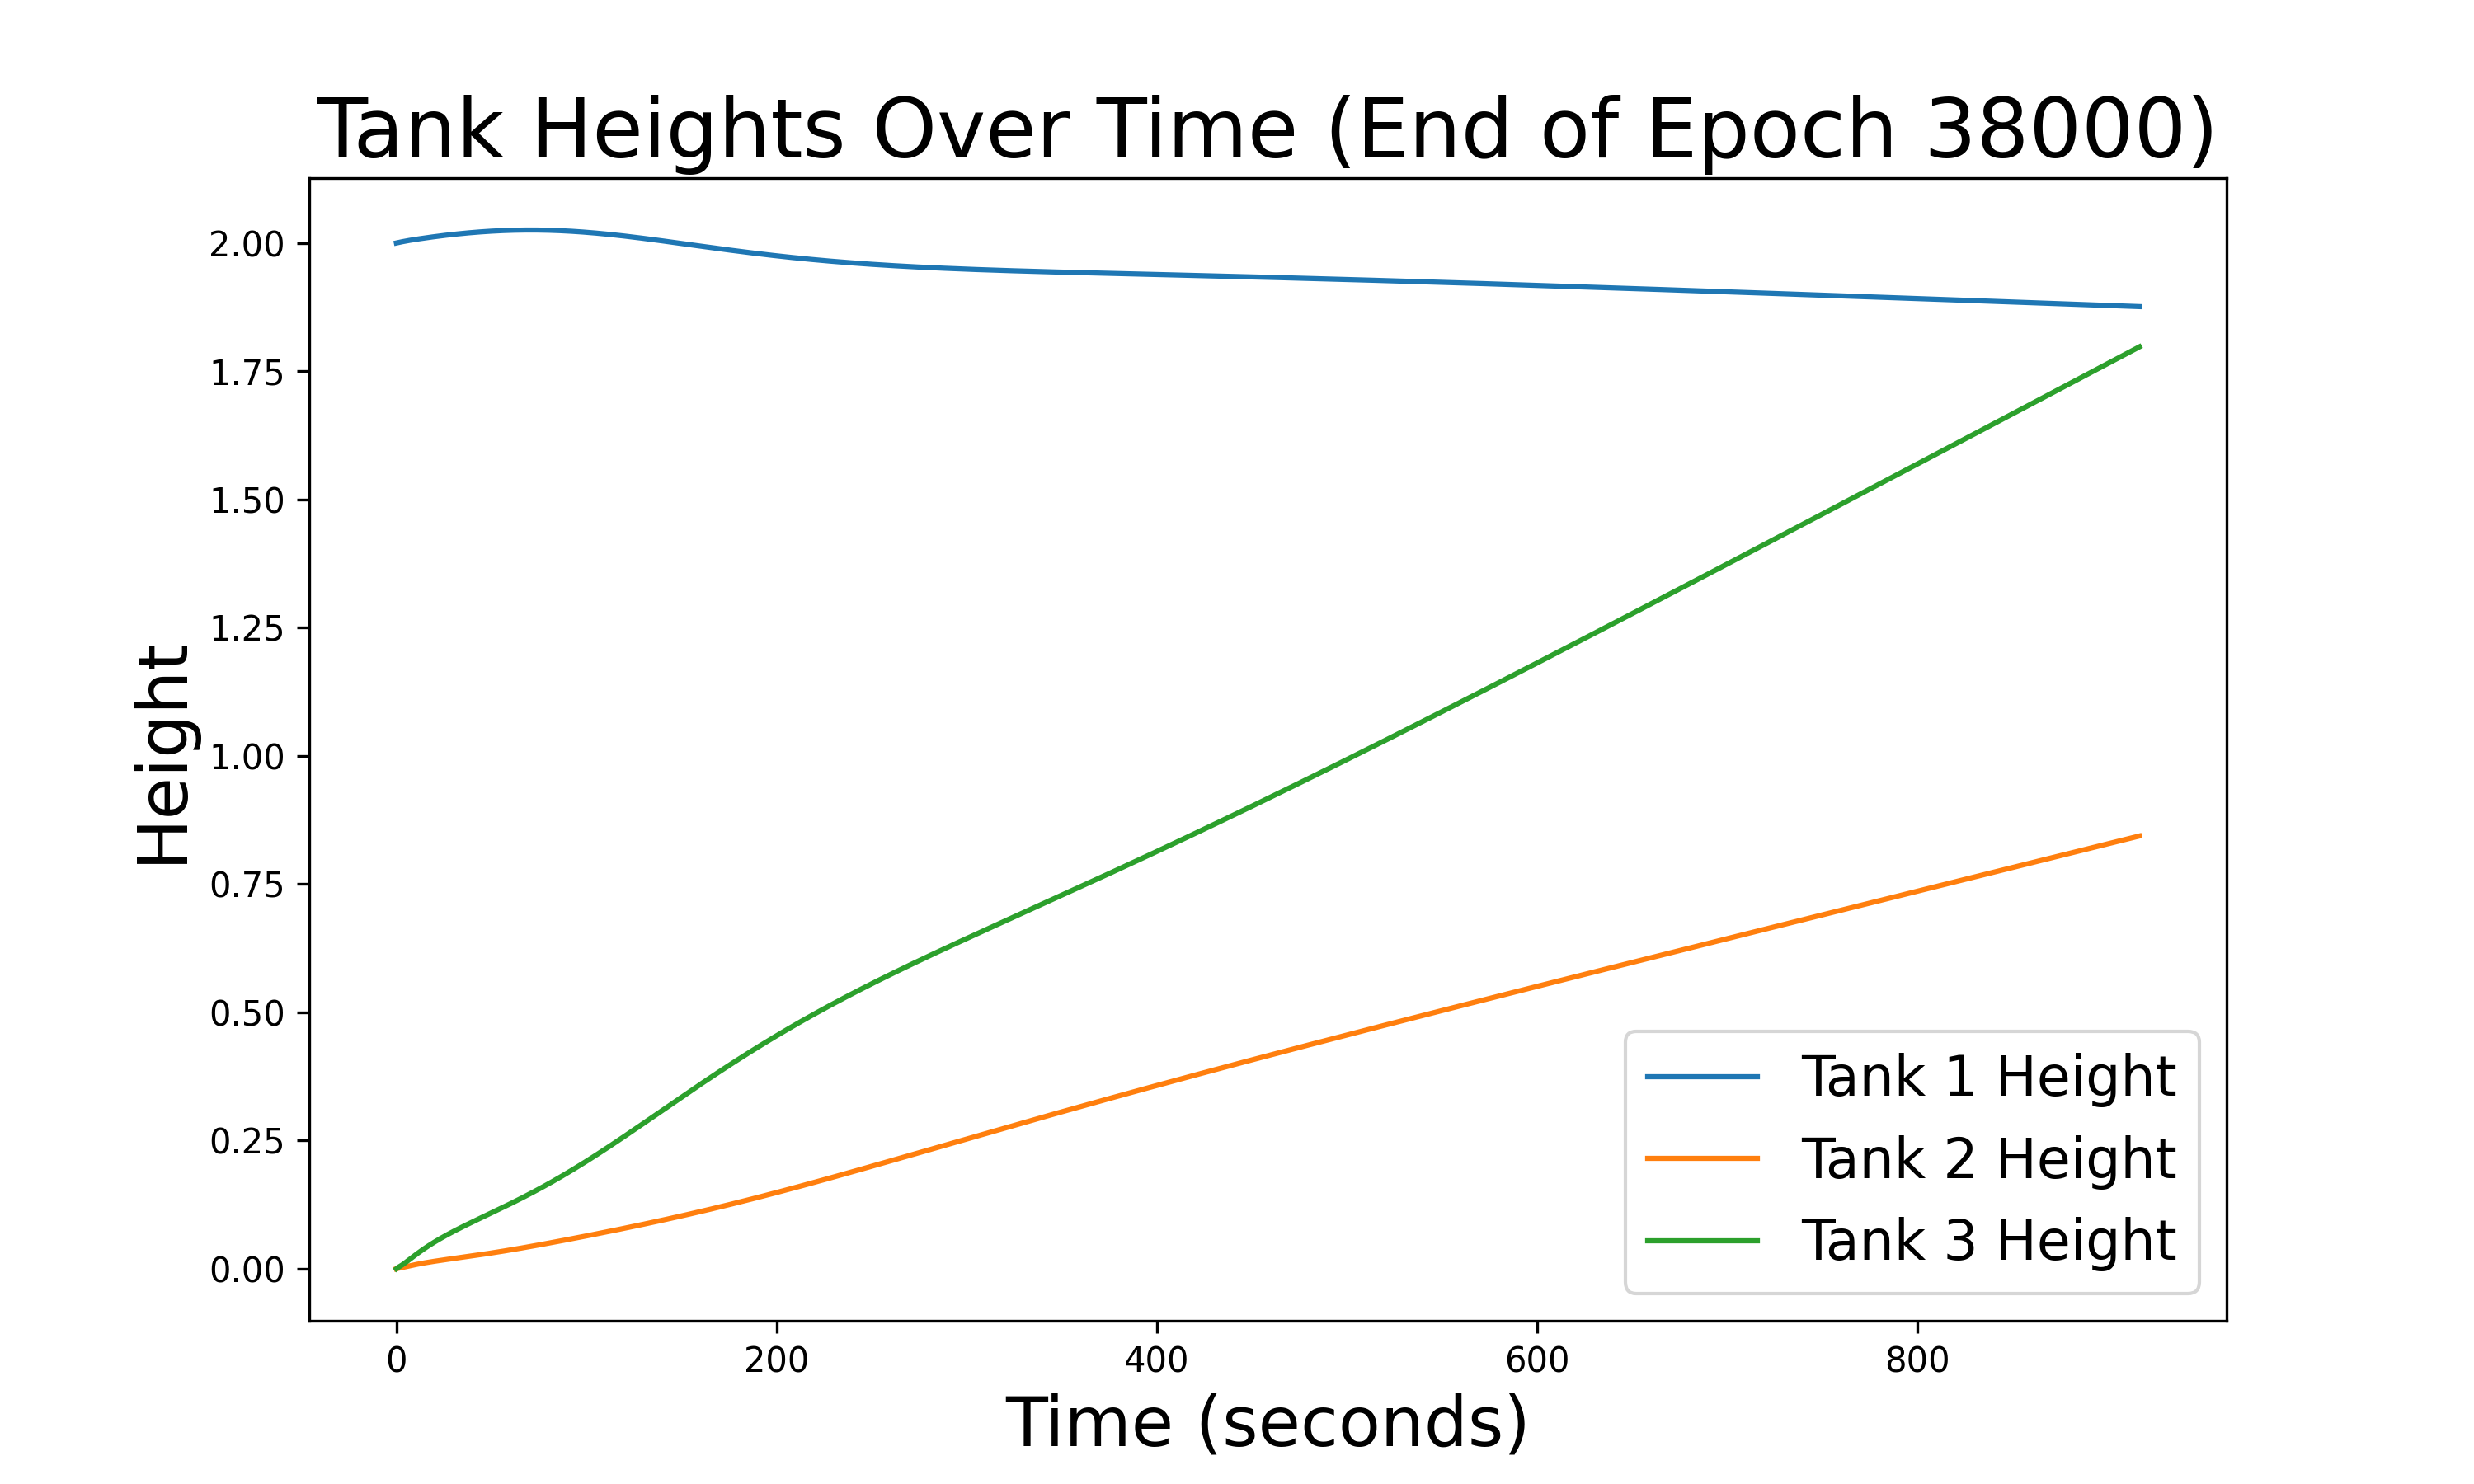 Tank Heights Over Time (End of Epoch 38000)
Height
2.00
1.75
1.50
1.25
1.00
0.75
0.50
0.25
0.00
Tank 1 Height
Tank 2 Height
Tank 3 Height
0 200 400 600 800
Time (seconds)